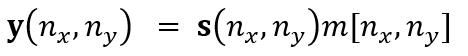 y(n_x, n_y) = s(n_x, n_y)m[n_x, n_y]